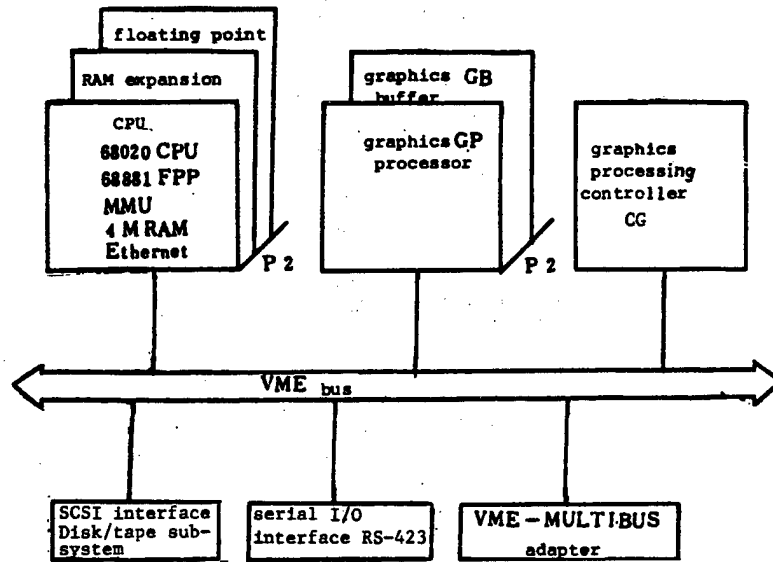 floating point
RAM expansion
CPU
68020 CPU
68881 FPP
MMU
4 M RAM
Ethernet
P 2
graphics GB
buffer
graphics GP
processor
P 2
graphics
processing
controller
CG
VME bus
SCSI interface
Disk/tape sub-
system
serial I/O
interface RS-423
VME-MULTIBUS
adapter